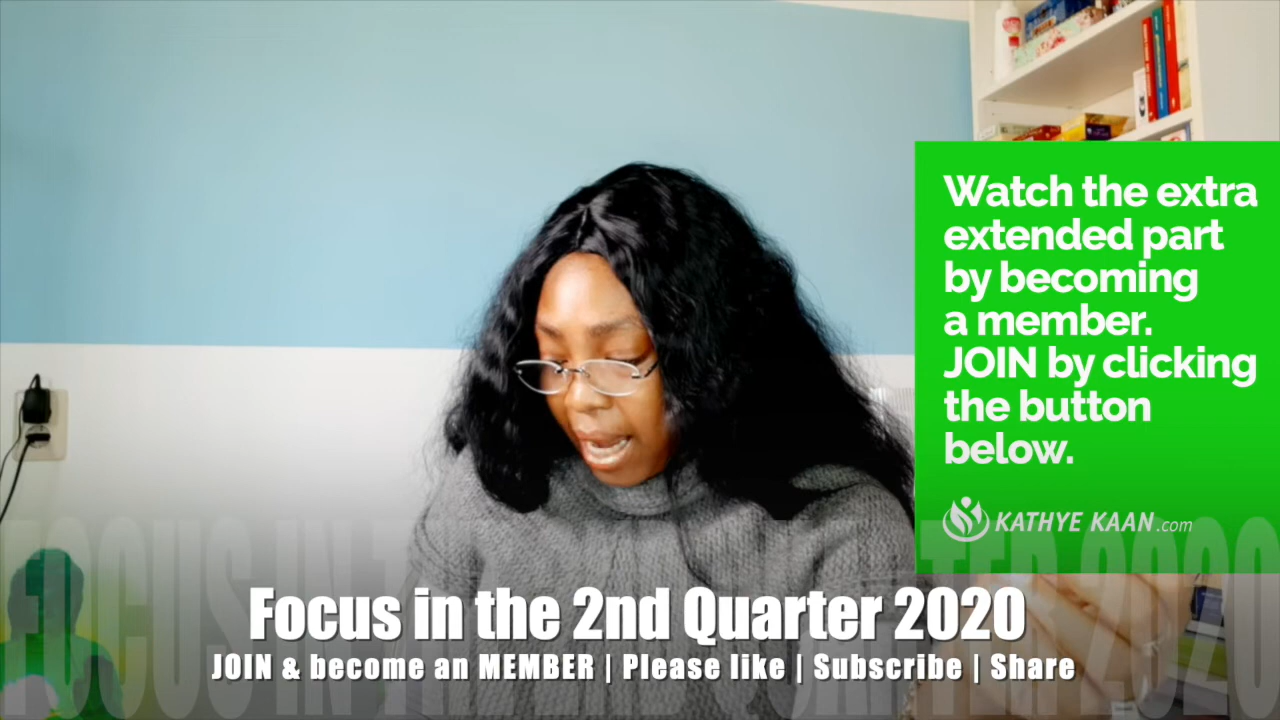 Watch the extra
extended part
by becoming
a member.
JOIN by clicking
the button
below.
KATHYE KAAN.com
Focus in the 2nd Quarter 2020
JOIN & become an MEMBER | Please like | Subscribe | Share